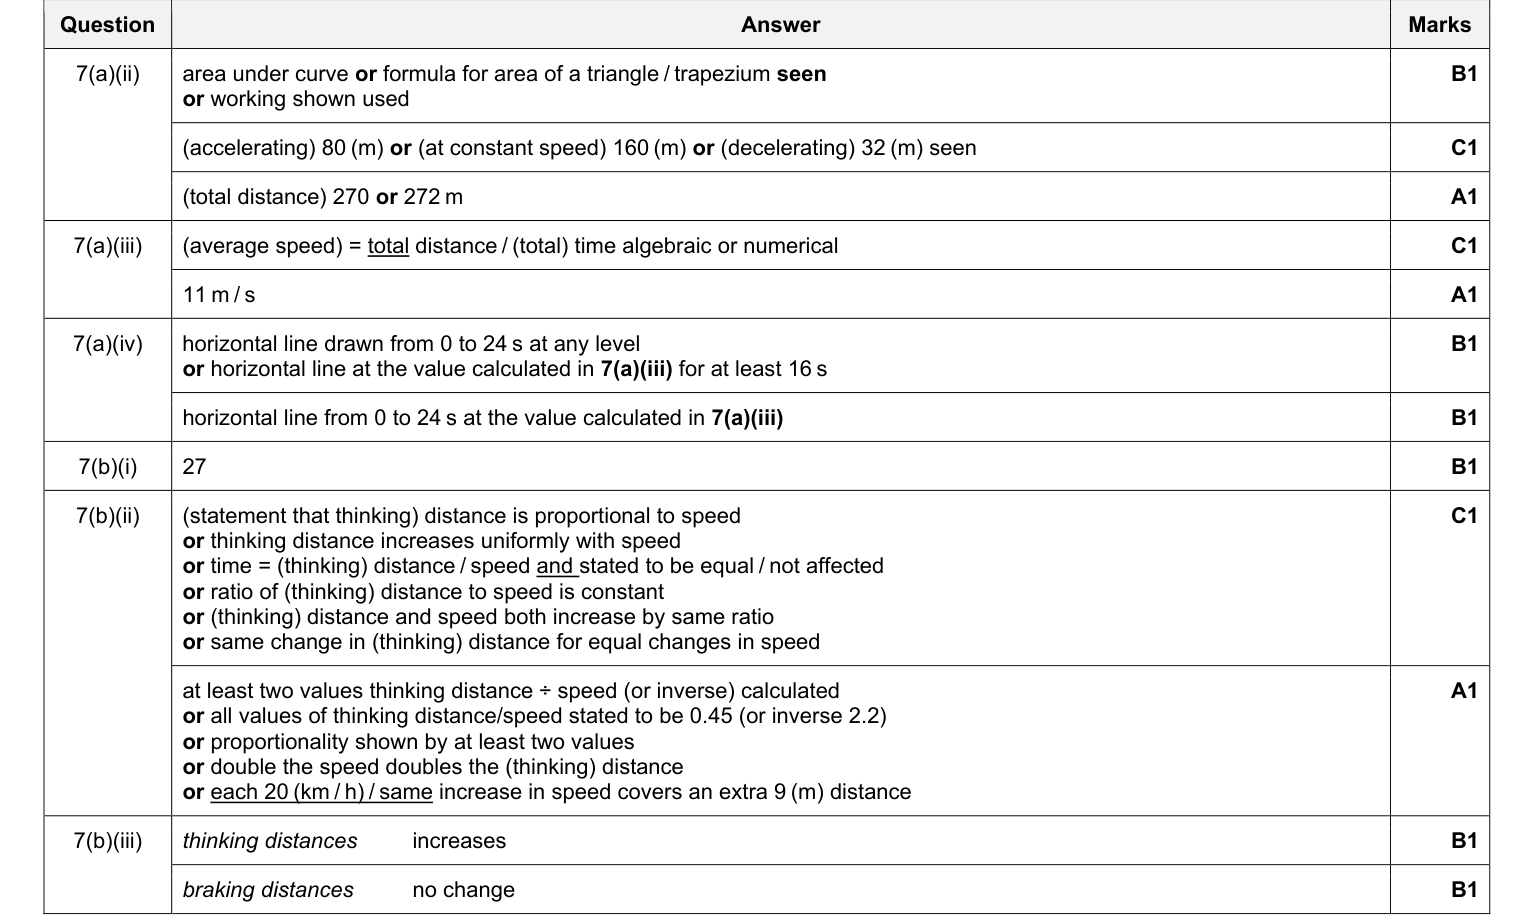 Question Answer Marks
7(a)(ii) area under curve or formula for area of a triangle / trapezium seen B1
or working shown used
(accelerating) 80 (m) or (at constant speed) 160 (m) or (decelerating) 32 (m) seen C1
(total distance) 270 or 272 m A1
7(a)(iii) (average speed) = total distance / (total) time algebraic or numerical C1
11 m / s A1
7(a)(iv) horizontal line drawn from 0 to 24 s at any level B1
or horizontal line at the value calculated in 7(a)(iii) for at least 16 s
horizontal line from 0 to 24 s at the value calculated in 7(a)(iii) B1
7(b)(i) 27 B1
7(b)(ii) (statement that thinking) distance is proportional to speed C1
or thinking distance increases uniformly with speed
or time = (thinking) distance / speed and stated to be equal / not affected
or ratio of (thinking) distance to speed is constant
or (thinking) distance and speed both increase by same ratio
or same change in (thinking) distance for equal changes in speed
at least two values thinking distance ÷ speed (or inverse) calculated A1
or all values of thinking distance/speed stated to be 0.45 (or inverse 2.2)
or proportionality shown by at least two values
or double the speed doubles the (thinking) distance
or each 20 (km / h) / same increase in speed covers an extra 9 (m) distance
7(b)(iii) thinking distances increases B1
braking distances no change B1